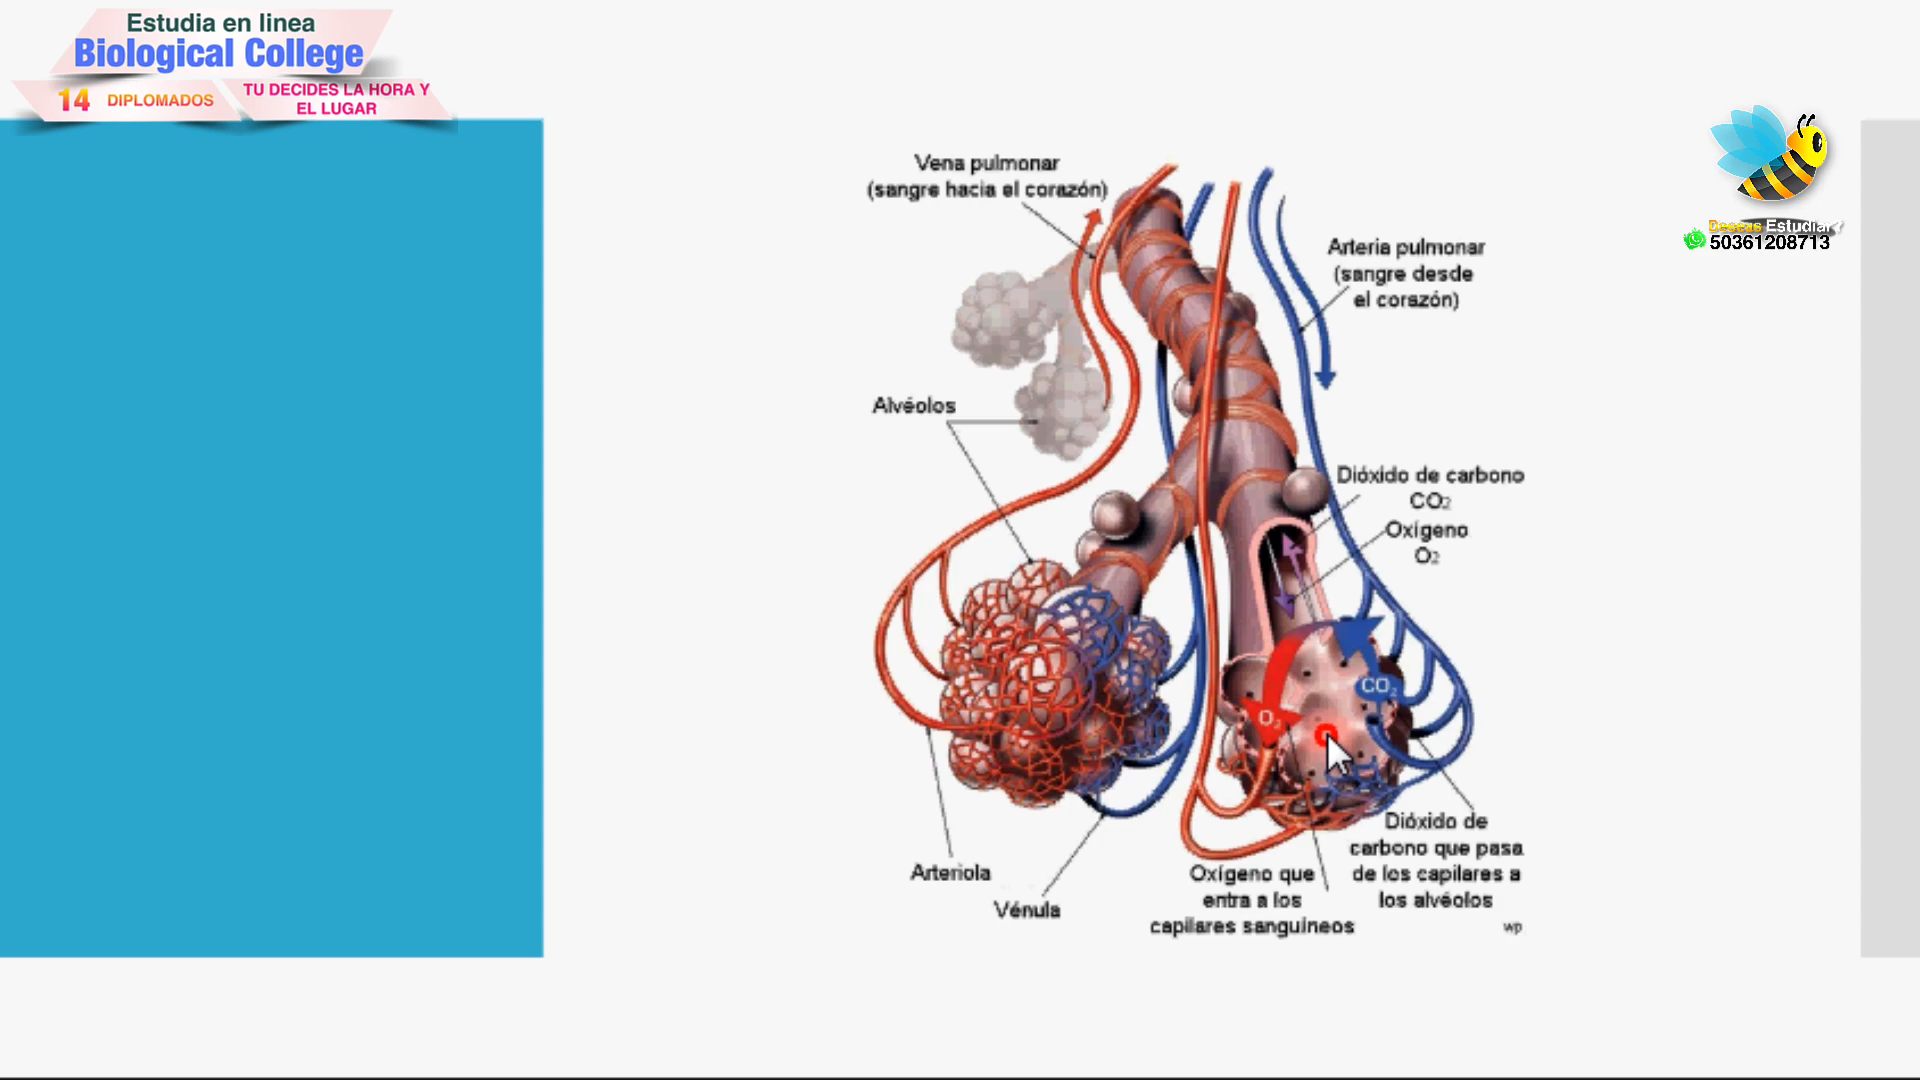 Estudia en linea
Biological College
14 DIPLOMADOS
TU DECIDES LA HORA Y
EL LUGAR
Deseas Estudiar?
50361208713
Vena pulmonar
(sangre hacia el corazón)
Arteria pulmonar
(sangre desde
el corazón)
Alvéolos
Dióxido de carbono
CO2
Oxígeno
O2
CO2
O2
Arteriola
Vénula
Oxígeno que
entra a los
capilares sanguíneos
Dióxido de
carbono que pasa
de los capilares a
los alvéolos
wp